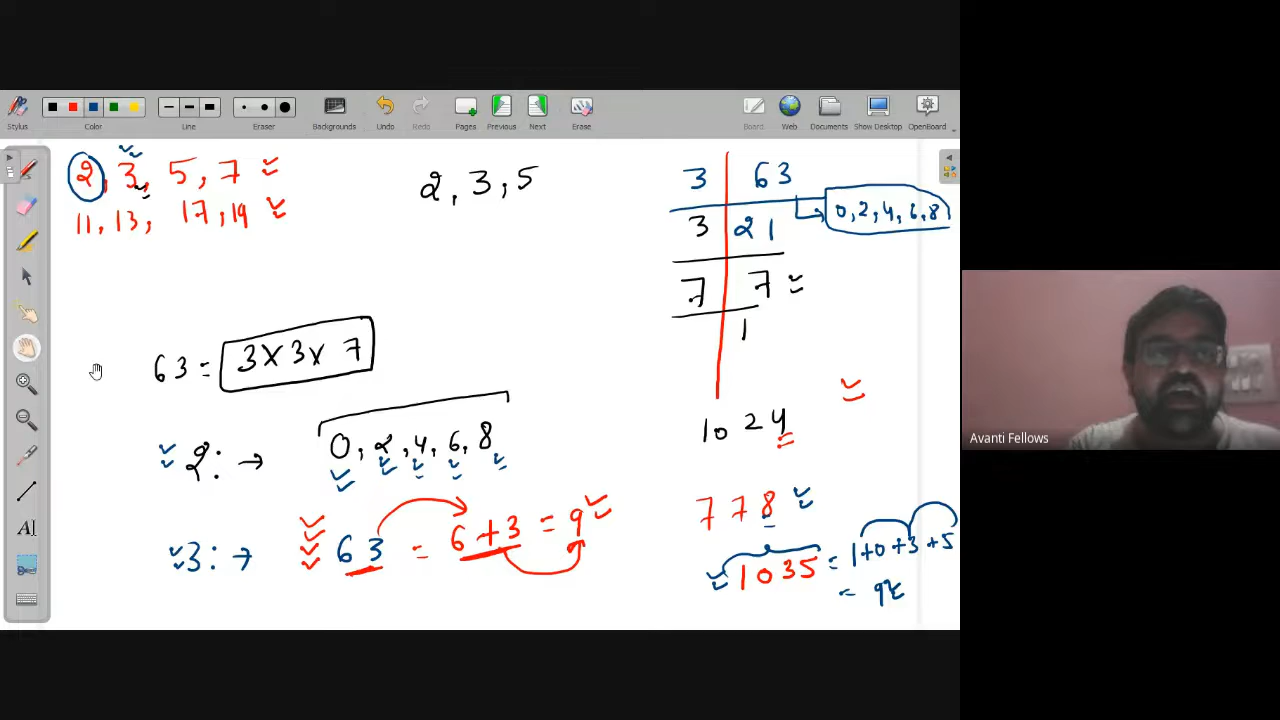 Stylus
Color
Line
Eraser
Backgrounds
Undo
Redo
Pages
Previous
Next
Erase
Board
Web
Documents
Show Desktop
OpenBoard
2, 3, 5, 7
11, 13, 17, 19
2, 3, 5
3 | 63
0, 2, 4, 6, 8
3 | 21
7 | 7
1
63 = 3 × 3 × 7
1024
2: → 0, 2, 4, 6, 8
778
3: → 63 = 6 + 3 = 9
1035 = 1+0+3+5
= 9
Avanti Fellows